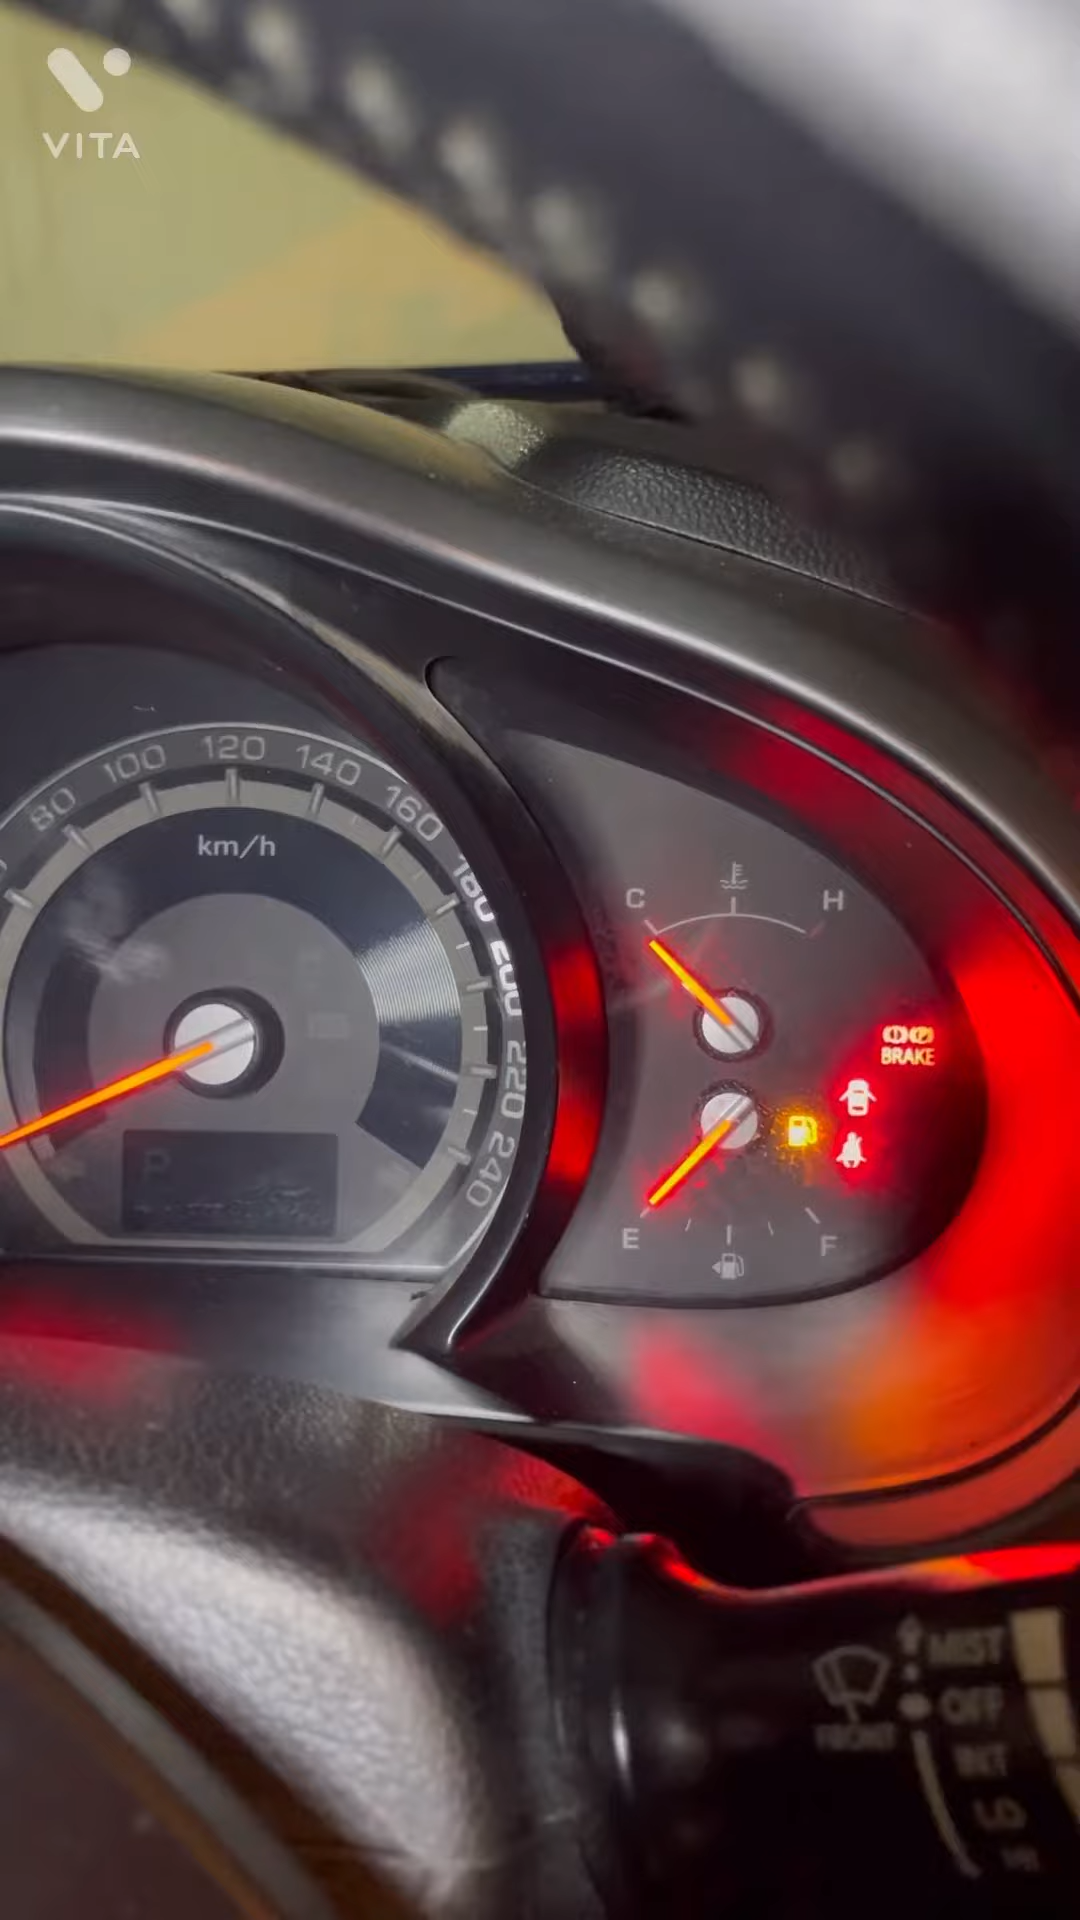 VITA
80
100
120
140
160
180
200
220
240
km/h
P
C
H
BRAKE
E
F
MIST
OFF
FRONT
INT
LO